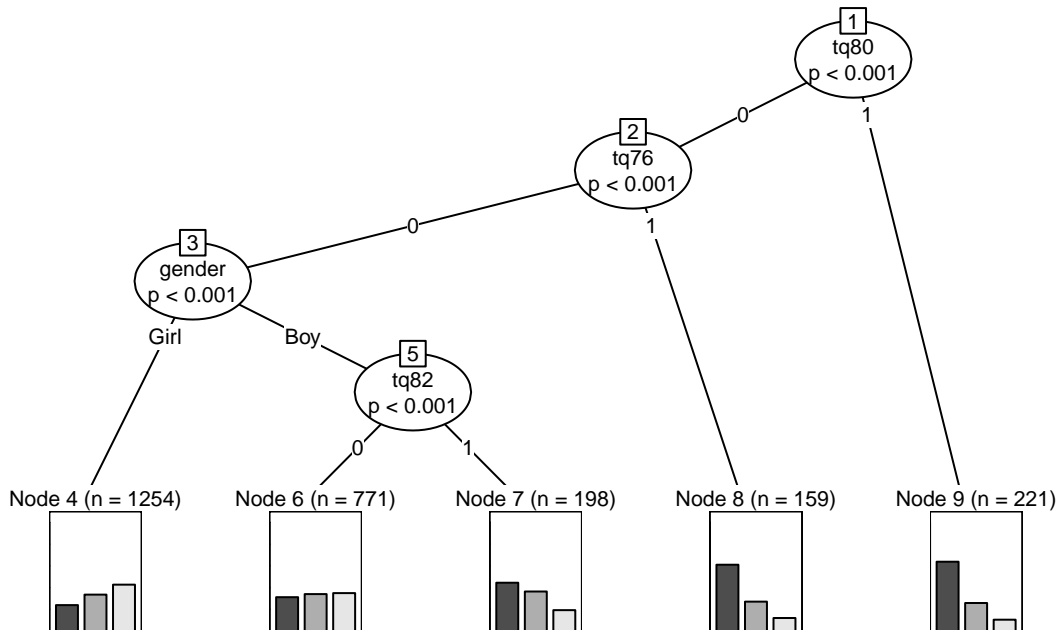 1
tq80
p < 0.001
0
1
2
tq76
p < 0.001
0
1
3
gender
p < 0.001
Girl
Boy
5
tq82
p < 0.001
0
1
Node 4 (n = 1254)
Node 6 (n = 771)
Node 7 (n = 198)
Node 8 (n = 159)
Node 9 (n = 221)